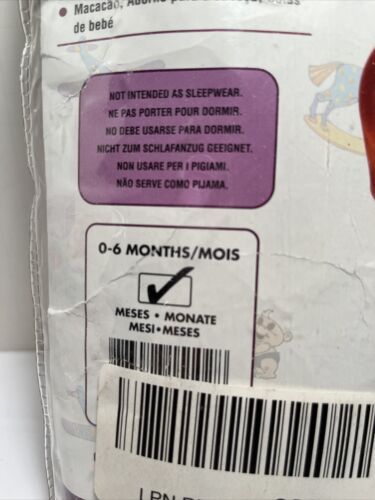 • Macacão,
de bebé
NOT INTENDED AS SLEEPWEAR.
NE PAS PORTER POUR DORMIR.
NO DEBE USARSE PARA DORMIR.
NICHT ZUM SCHLAFANZUG GEEIGNET.
NON USARE PER I PIGIAMI.
NÃO SERVE COMO PIJAMA.
0-6 MONTHS/MOIS
MESES • MONATE
MESI•MESES